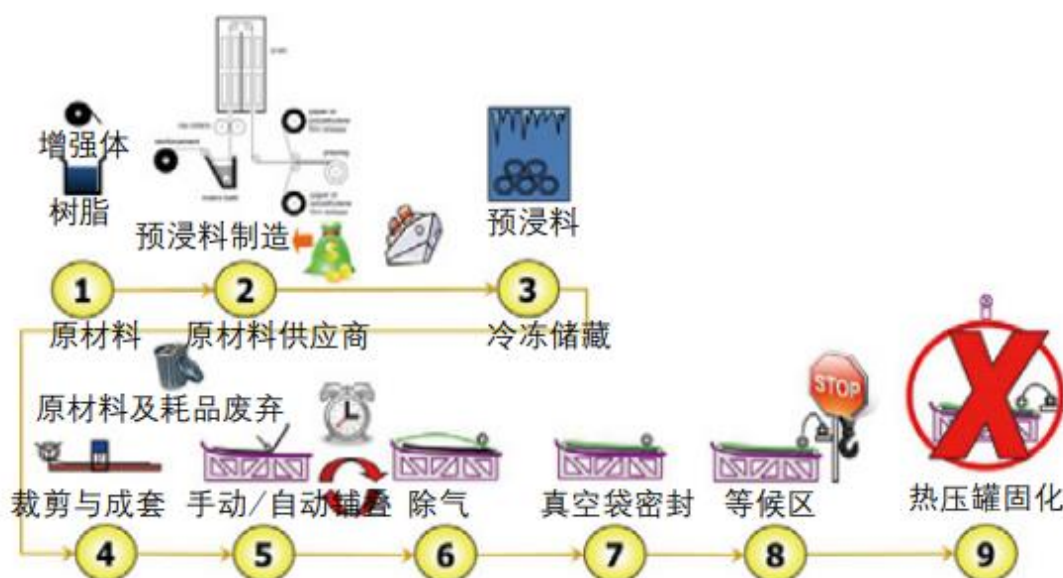 增强体
树脂
reinforcement
预浸料制造
$
预浸料
1
2
3
原材料
原材料供应商
冷冻储藏
STOP
X
原材料及耗品废弃
裁剪与成套
手动/自动铺叠
除气
真空袋密封
等候区
热压罐固化
4
5
6
7
8
9